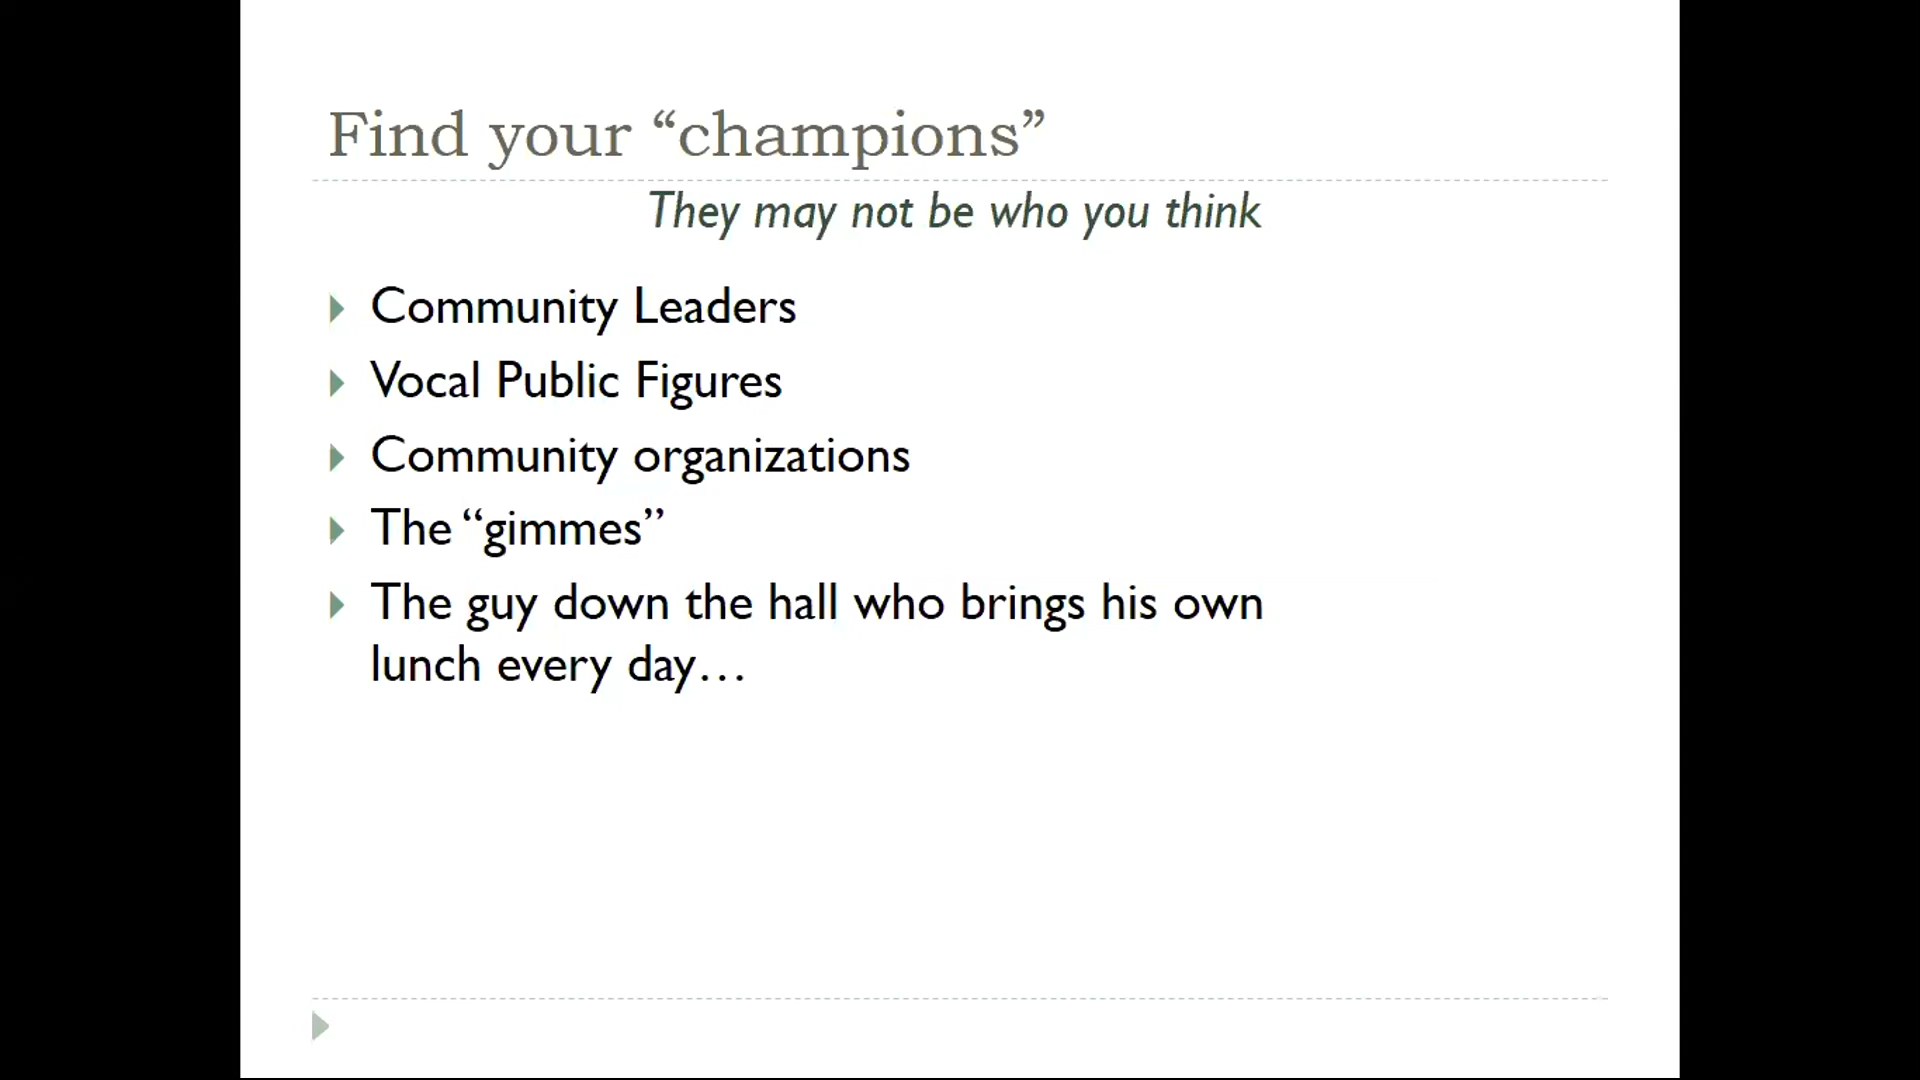 Find your “champions”
They may not be who you think
Community Leaders
Vocal Public Figures
Community organizations
The “gimmes”
The guy down the hall who brings his own
lunch every day…